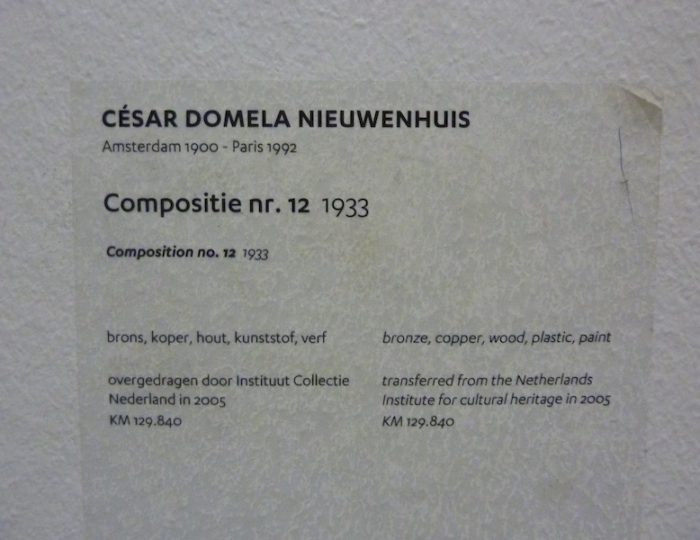 CÉSAR DOMELA NIEUWENHUIS
Amsterdam 1900 - Paris 1992
Compositie nr. 12 1933
Composition no. 12 1933
brons, koper, hout, kunststof, verf
overgedragen door Instituut Collectie
Nederland in 2005
KM 129.840
bronze, copper, wood, plastic, paint
transferred from the Netherlands
Institute for cultural heritage in 2005
KM 129.840